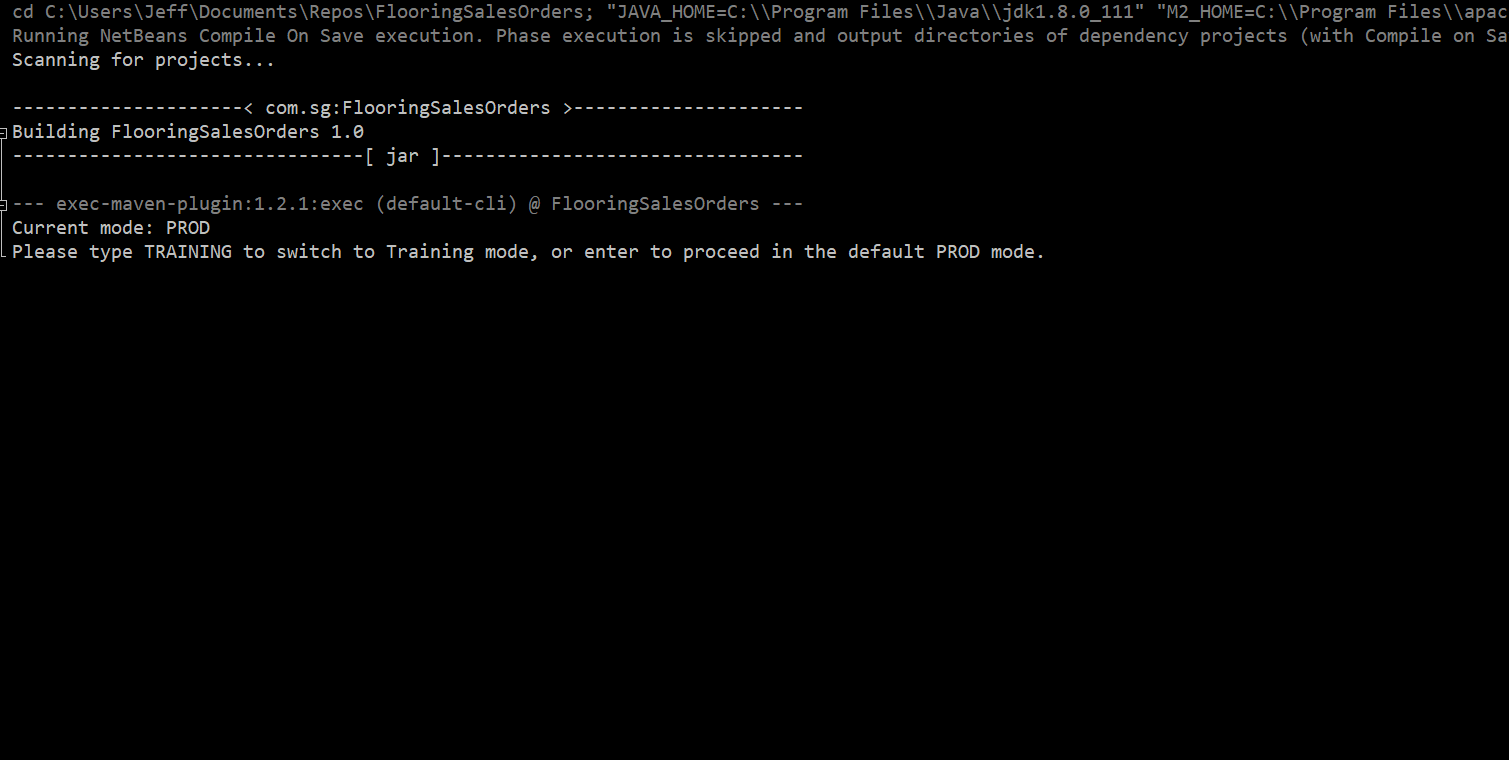 cd C:\Users\Jeff\Documents\Repos\FlooringSalesOrders; "JAVA_HOME=C:\\Program Files\\Java\\jdk1.8.0_111" "M2_HOME=C:\\Program Files\\apac
Running NetBeans Compile On Save execution. Phase execution is skipped and output directories of dependency projects (with Compile on Sa
Scanning for projects...
---------------------< com.sg:FlooringSalesOrders >---------------------
Building FlooringSalesOrders 1.0
--------------------------------[ jar ]---------------------------------
--- exec-maven-plugin:1.2.1:exec (default-cli) @ FlooringSalesOrders ---
Current mode: PROD
Please type TRAINING to switch to Training mode, or enter to proceed in the default PROD mode.